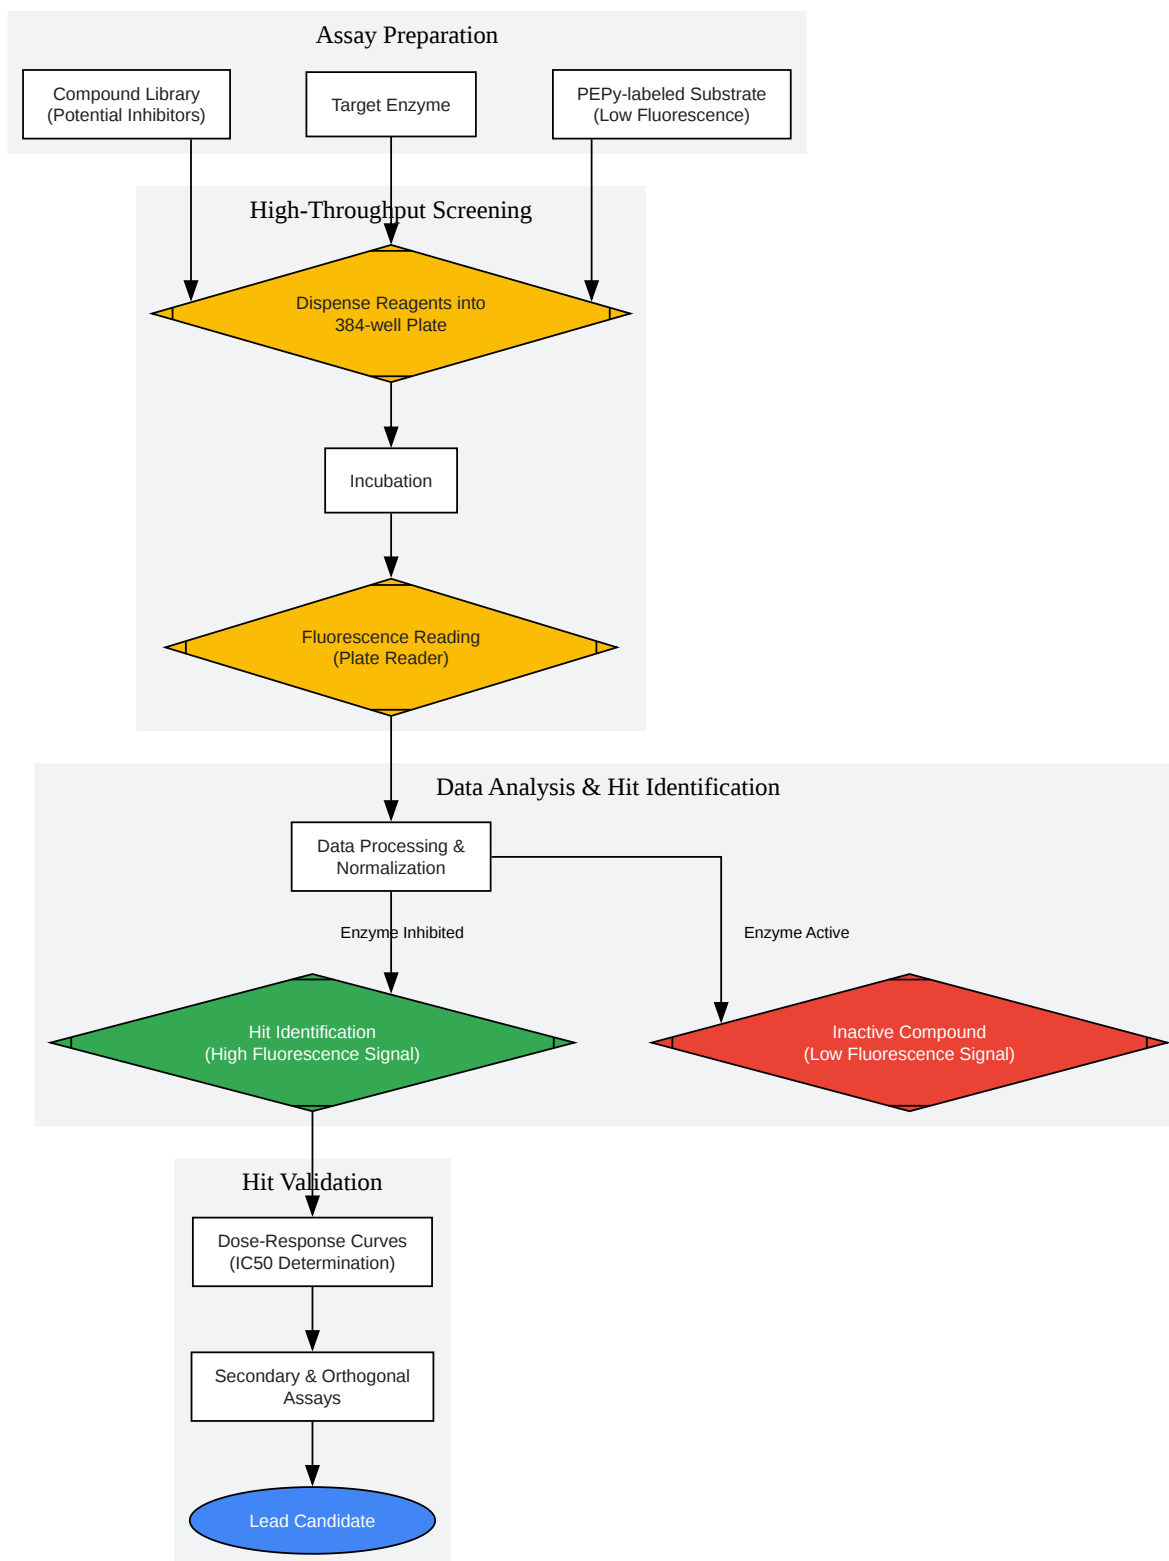 Assay Preparation
Compound Library
(Potential Inhibitors)
Target Enzyme
PEPy-labeled Substrate
(Low Fluorescence)
High-Throughput Screening
Dispense Reagents into
384-well Plate
Incubation
Fluorescence Reading
(Plate Reader)
Data Analysis & Hit Identification
Data Processing &
Normalization
Enzyme Inhibited
Enzyme Active
Hit Identification
(High Fluorescence Signal)
Inactive Compound
(Low Fluorescence Signal)
Hit Validation
Dose-Response Curves
(IC50 Determination)
Secondary & Orthogonal
Assays
Lead Candidate